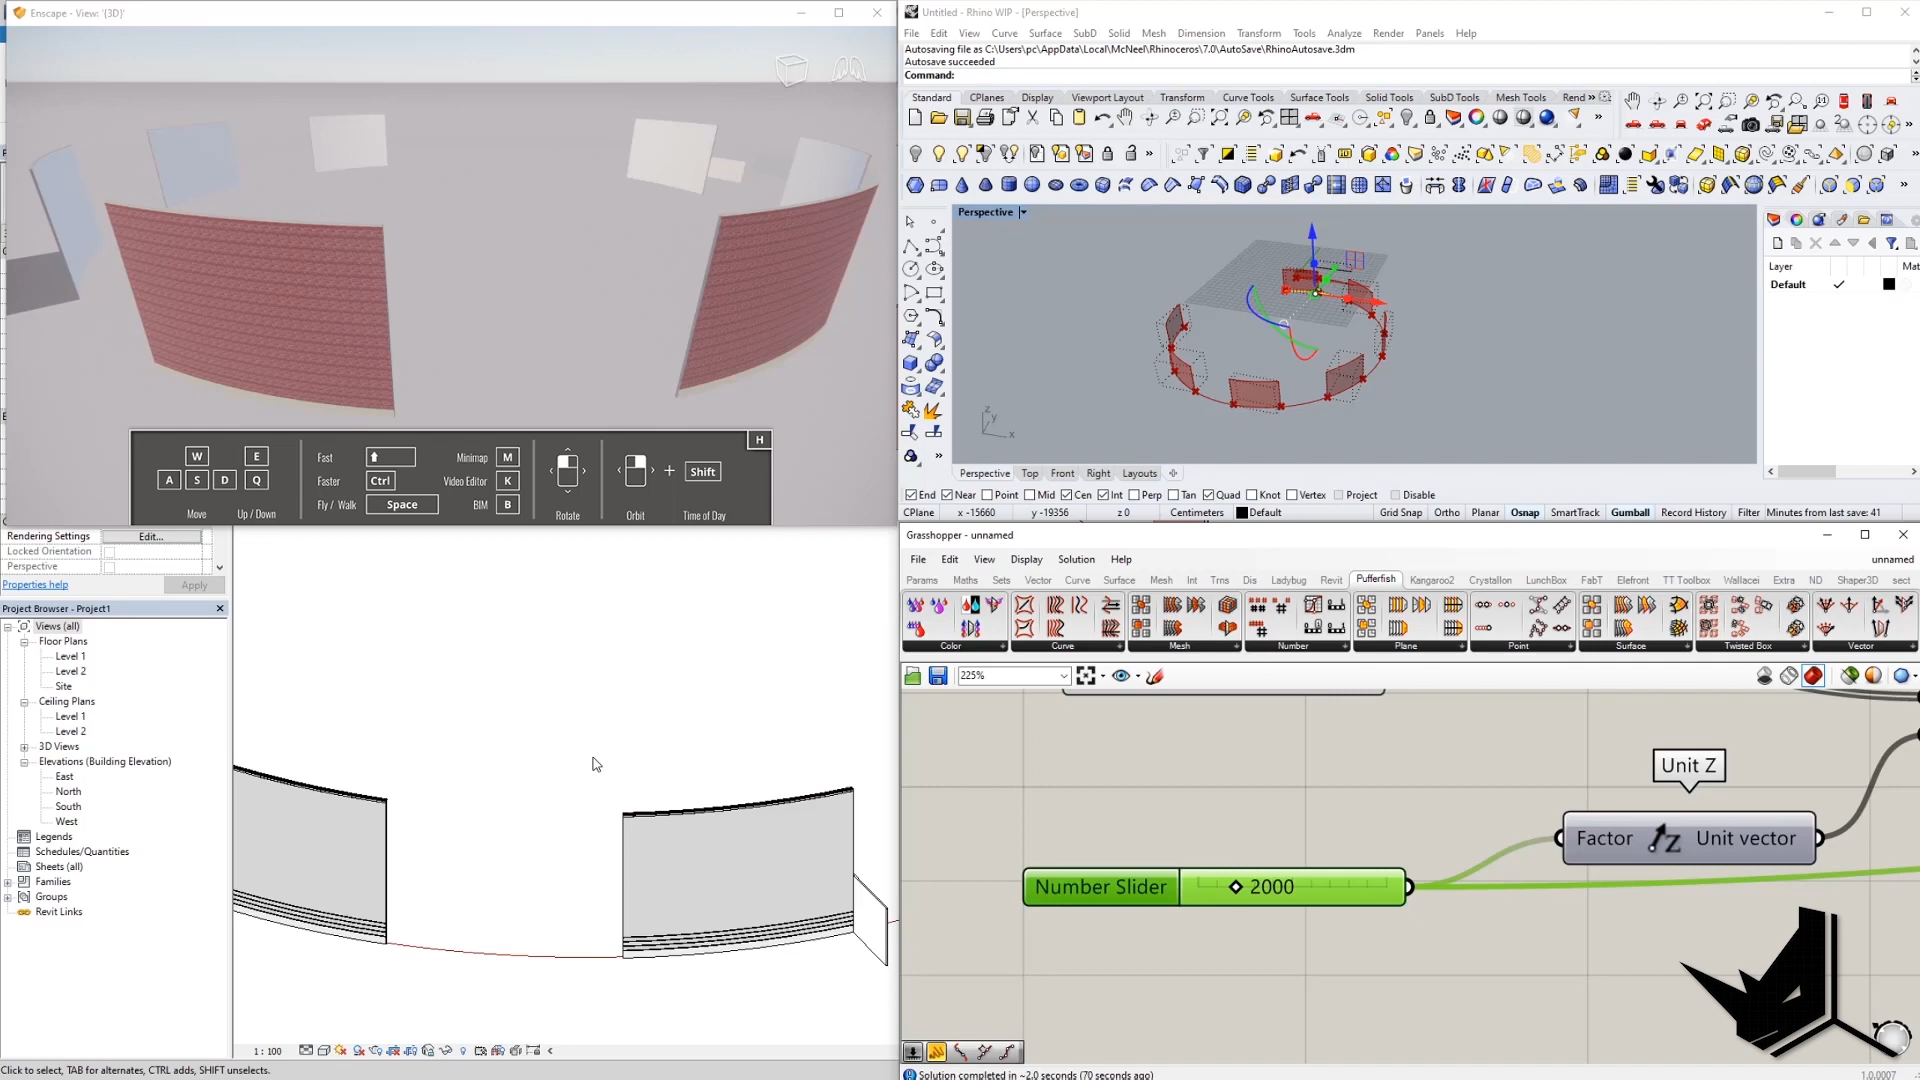 Enscape - View: '{3D}'
H
W
E
A
S
D
Q
Move
Up / Down
Fast
Faster
Ctrl
Fly / Walk
Space
Minimap
M
Video Editor
K
BIM
B
Rotate
Orbit
+
Shift
Time of Day
Untitled - Rhino WIP - [Perspective]
File Edit View Curve Surface SubD Solid Mesh Dimension Transform Tools Analyze Render Panels Help
Autosaving file as C:\Users\pc\AppData\Local\McNeel\Rhinoceros\7.0\AutoSave\RhinoAutosave.3dm
Autosave succeeded
Command:
Standard CPlanes Display Viewport Layout Transform Curve Tools Surface Tools Solid Tools SubD Tools Mesh Tools Rend »
Perspective
z
y
x
Layer Mat
Default
Perspective Top Front Right Layouts
End Near Point Mid Cen Int Perp Tan Quad Knot Vertex Project Disable
CPlane x -15660 y -19356 z 0 Centimeters Default Grid Snap Ortho Planar Osnap SmartTrack Gumball Record History Filter Minutes from last save: 41
Rendering Settings Edit...
Locked Orientation
Perspective
Properties help Apply
Project Browser - Project1
Views (all)
Floor Plans
Level 1
Level 2
Site
Ceiling Plans
Level 1
Level 2
3D Views
Elevations (Building Elevation)
East
North
South
West
Legends
Schedules/Quantities
Sheets (all)
Families
Groups
Revit Links
1 : 100
Click to select, TAB for alternates, CTRL adds, SHIFT unselects.
Grasshopper - unnamed
File Edit View Display Solution Help unnamed
Params Maths Sets Vector Curve Surface Mesh Int Trns Dis Ladybug Revit Pufferfish Kangaroo2 Crystallon LunchBox FabT Elefront TT Toolbox Wallacei Extra ND Shaper3D sect
Color Curve Mesh Number Plane Point Surface Twisted Box Vector
225%
Unit Z
Factor Z Unit vector
Number Slider 2000
Solution completed in ~2.0 seconds (70 seconds ago) 1.0.0007